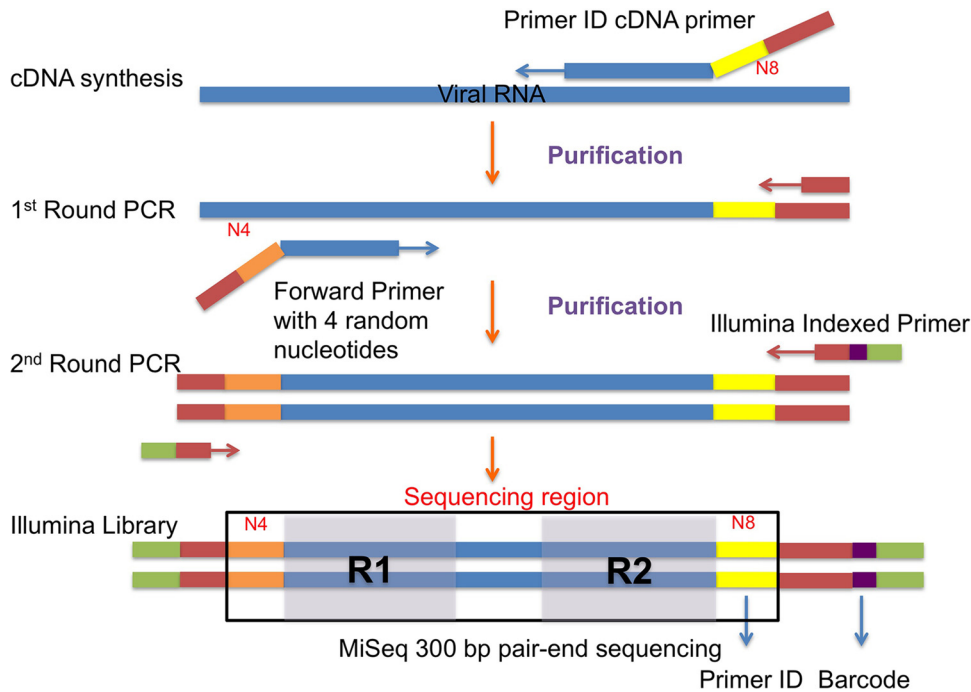 Primer ID cDNA primer
N8
cDNA synthesis
Viral RNA
Purification
1st Round PCR
N4
Forward Primer
with 4 random
nucleotides
Purification
Illumina Indexed Primer
2nd Round PCR
Sequencing region
Illumina Library
N4
N8
R1
R2
MiSeq 300 bp pair-end sequencing
Primer ID
Barcode